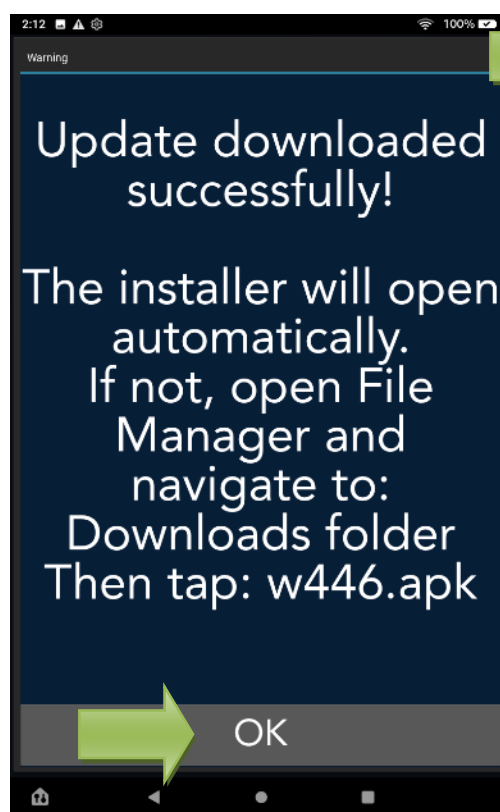 2:12 100%
Warning
Update downloaded
successfully!
The installer will open
automatically.
If not, open File
Manager and
navigate to:
Downloads folder
Then tap: w446.apk
OK